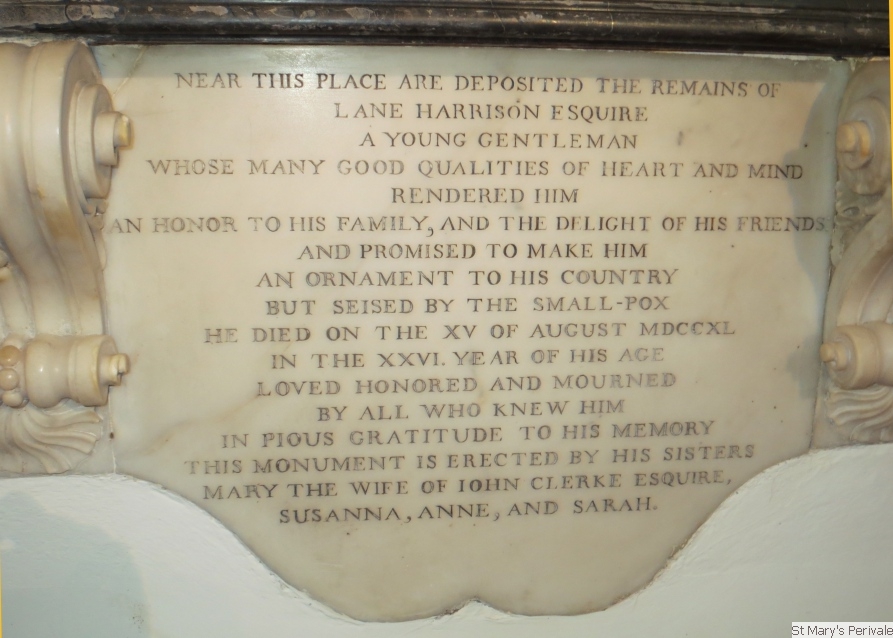 NEAR THIS PLACE ARE DEPOSITED THE REMAINS OF
LANE HARRISON ESQUIRE
A YOUNG GENTLEMAN
WHOSE MANY GOOD QUALITIES OF HEART AND MIND
RENDERED HIM
AN HONOR TO HIS FAMILY, AND THE DELIGHT OF HIS FRIENDS
AND PROMISED TO MAKE HIM
AN ORNAMENT TO HIS COUNTRY
BUT SEISED BY THE SMALL-POX
HE DIED ON THE XV OF AUGUST MDCCXL
IN THE XXVI. YEAR OF HIS AGE
LOVED HONORED AND MOURNED
BY ALL WHO KNEW HIM
IN PIOUS GRATITUDE TO HIS MEMORY
THIS MONUMENT IS ERECTED BY HIS SISTERS
MARY THE WIFE OF IOHN CLERKE ESQUIRE,
SUSANNA, ANNE, AND SARAH.
St Mary's Perivale